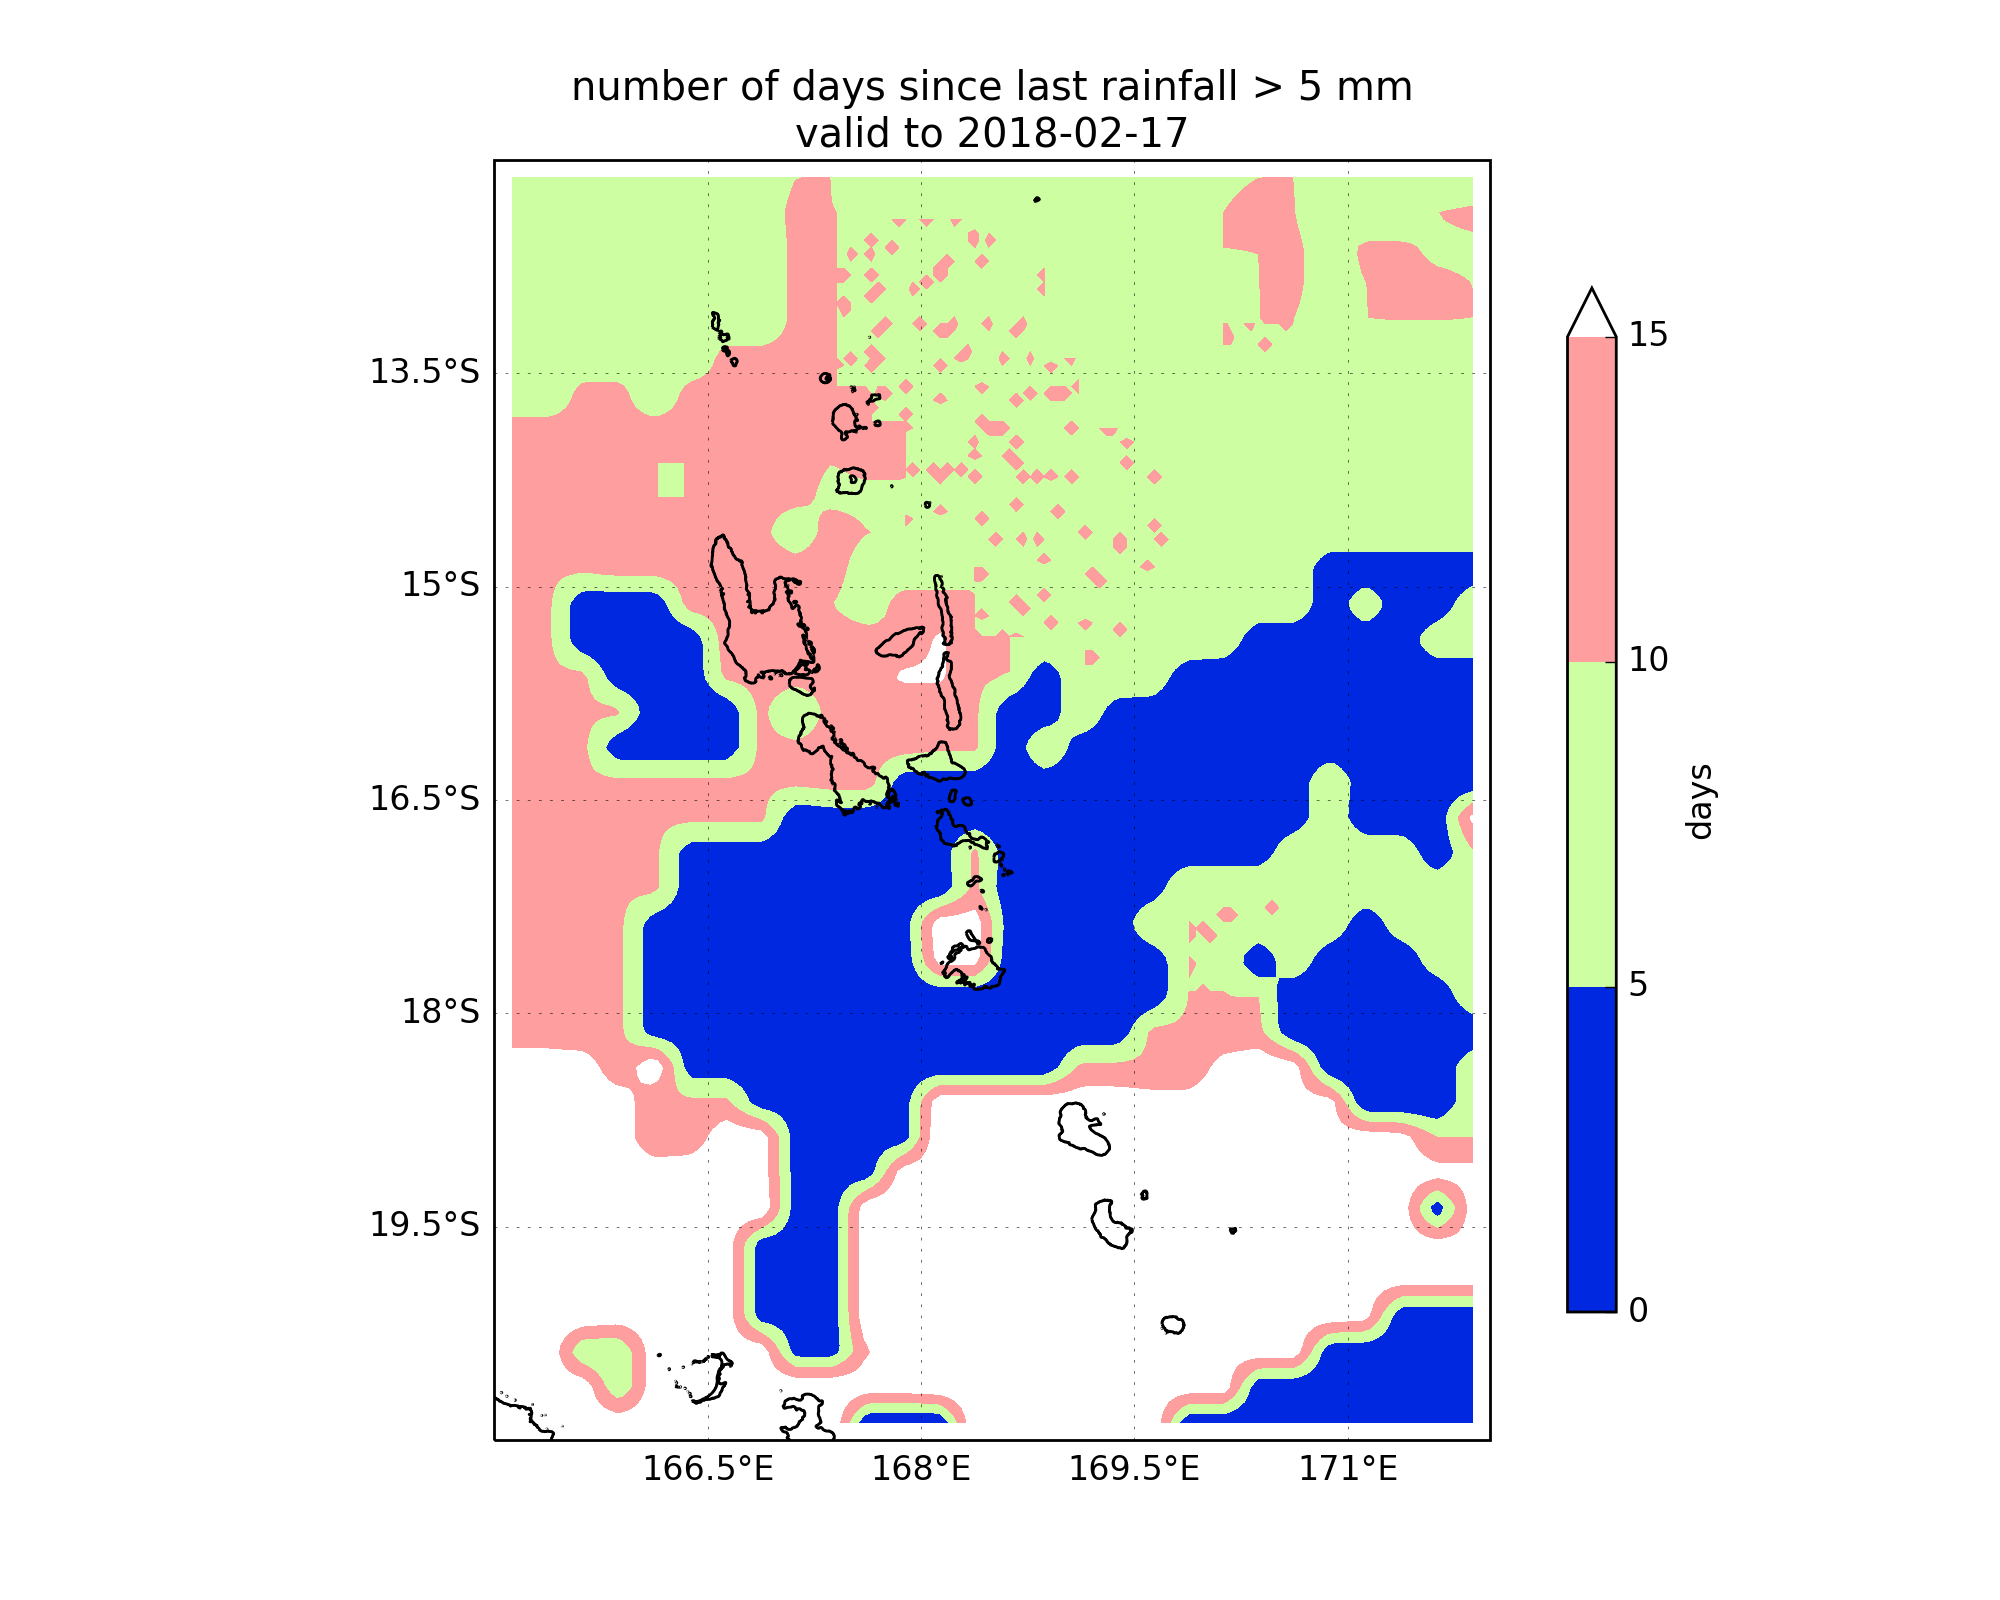 number of days since last rainfall > 5 mm
valid to 2018-02-17
13.5°S
15°S
16.5°S
18°S
19.5°S
166.5°E
168°E
169.5°E
171°E
15
10
5
0
days